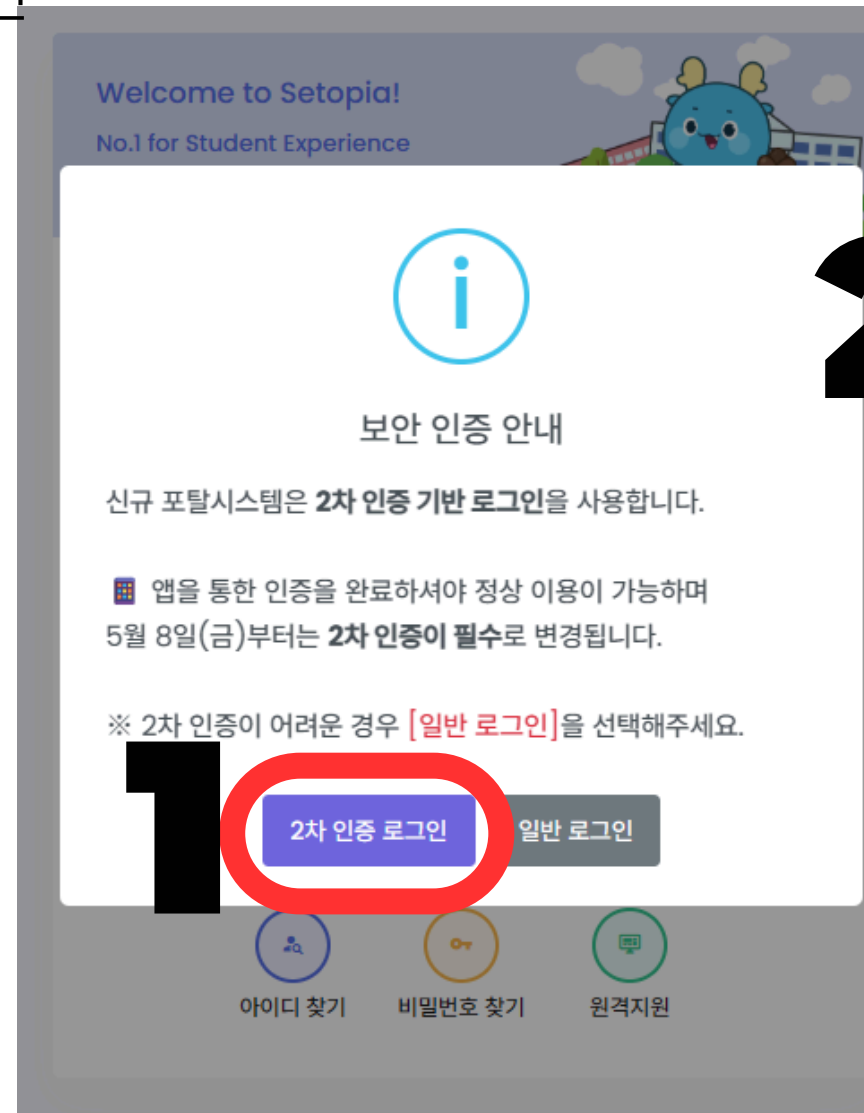 Welcome to Setopia!
No.1 for Student Experience
i
보안 인증 안내
신규 포탈시스템은 2차 인증 기반 로그인을 사용합니다.
앱을 통한 인증을 완료하셔야 정상 이용이 가능하며
5월 8일(금)부터는 2차 인증이 필수로 변경됩니다.
※ 2차 인증이 어려운 경우 [일반 로그인]을 선택해주세요.
1
2차 인증 로그인 일반 로그인
아이디 찾기 비밀번호 찾기 원격지원